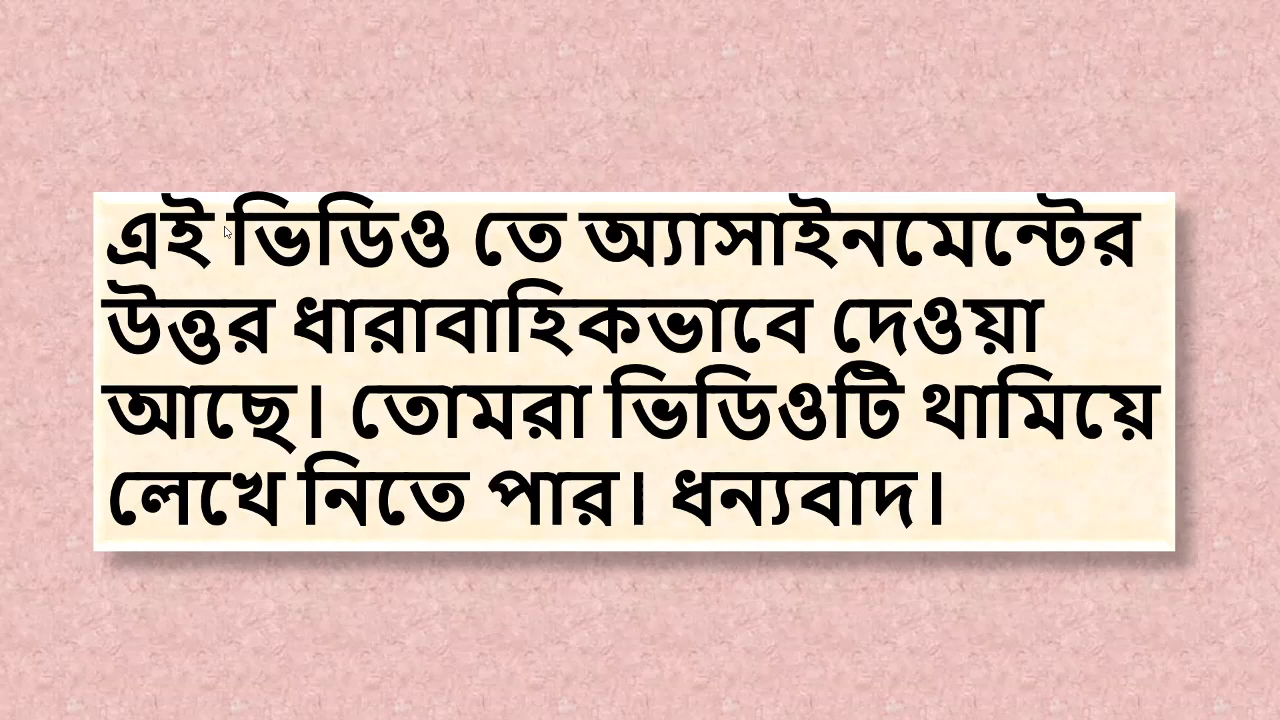 এই ভিডিও তে অ্যাসাইনমেন্টের
উত্তর ধারাবাহিকভাবে দেওয়া
আছে। তোমরা ভিডিওটি থামিয়ে
লেখে নিতে পার। ধন্যবাদ।